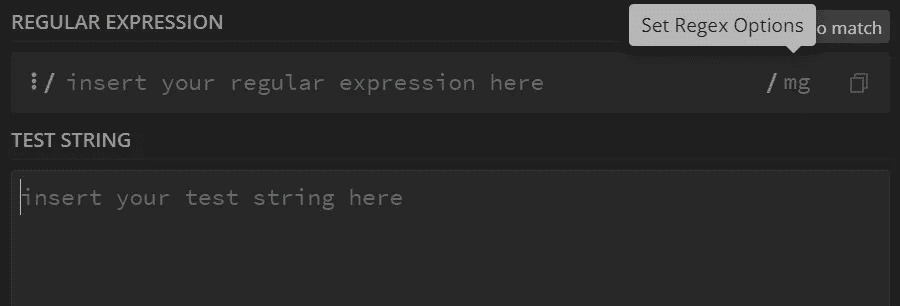 REGULAR EXPRESSION
Set Regex Options
o match
/ insert your regular expression here / mg
TEST STRING
insert your test string here